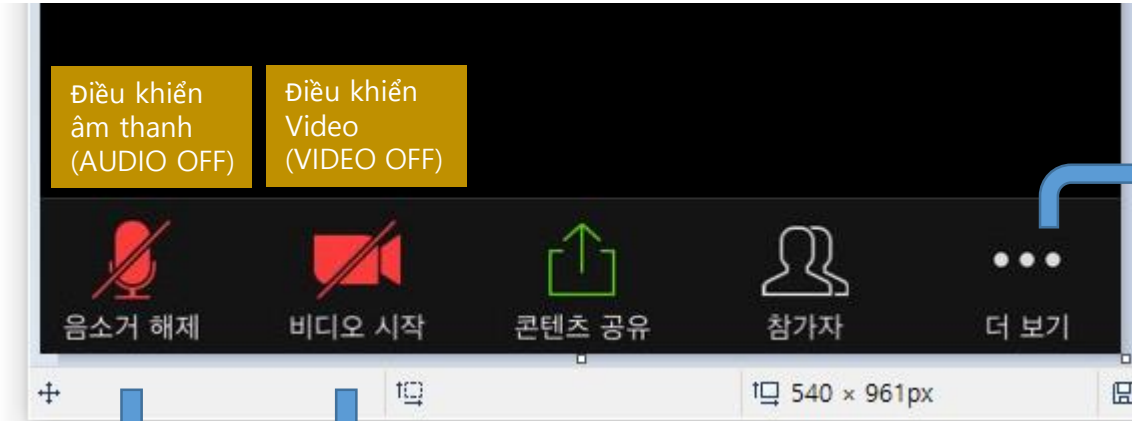 Điều khiển
âm thanh
(AUDIO OFF)
Điều khiển
Video
(VIDEO OFF)
음소거 해제
비디오 시작
콘텐츠 공유
참가자
더 보기
540 × 961px